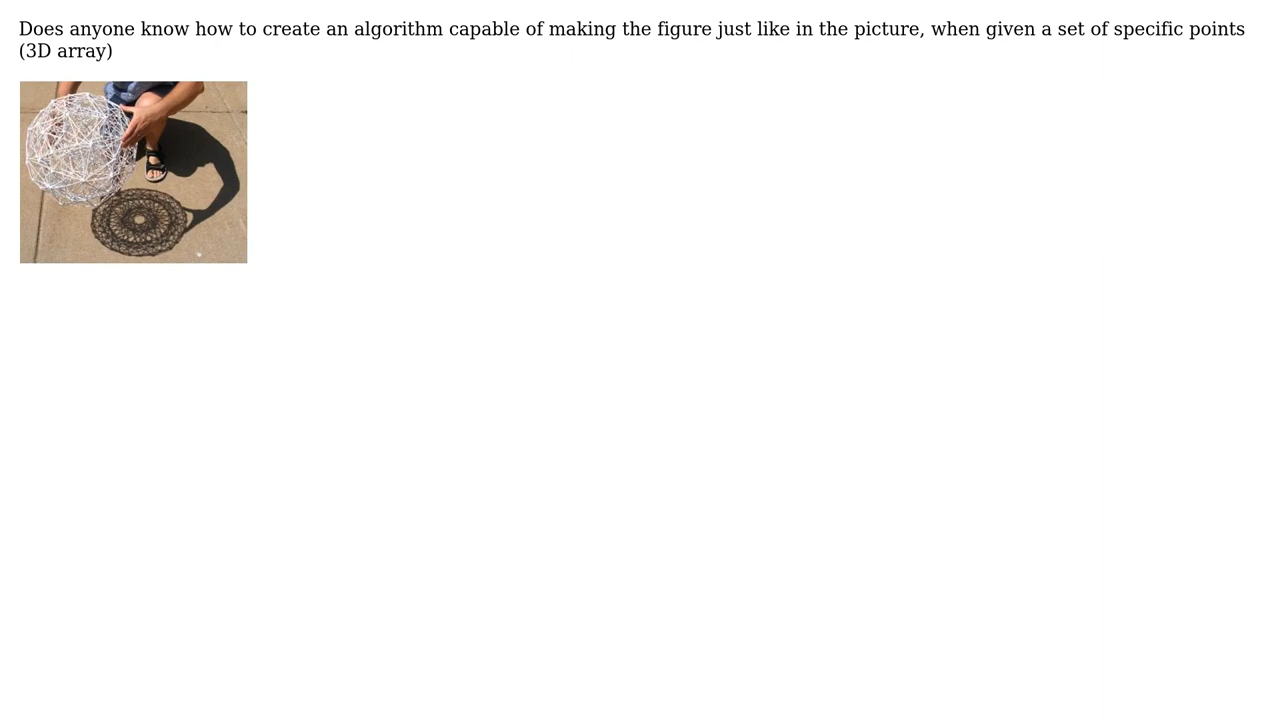 Does anyone know how to create an algorithm capable of making the figure just like in the picture, when given a set of specific points
(3D array)